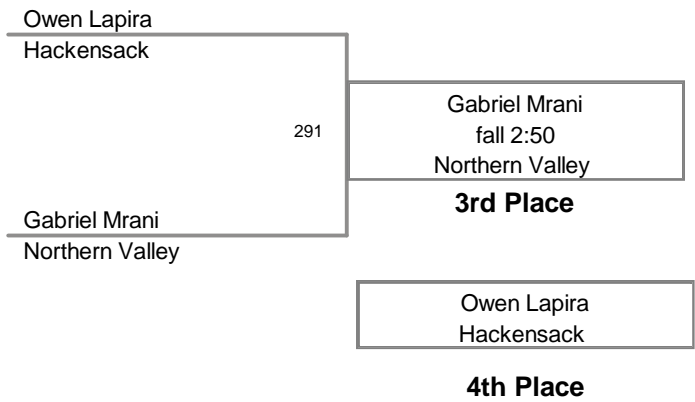 Owen Lapira
Hackensack
291
Gabriel Mrani
fall 2:50
Northern Valley
3rd Place
Gabriel Mrani
Northern Valley
Owen Lapira
Hackensack
4th Place